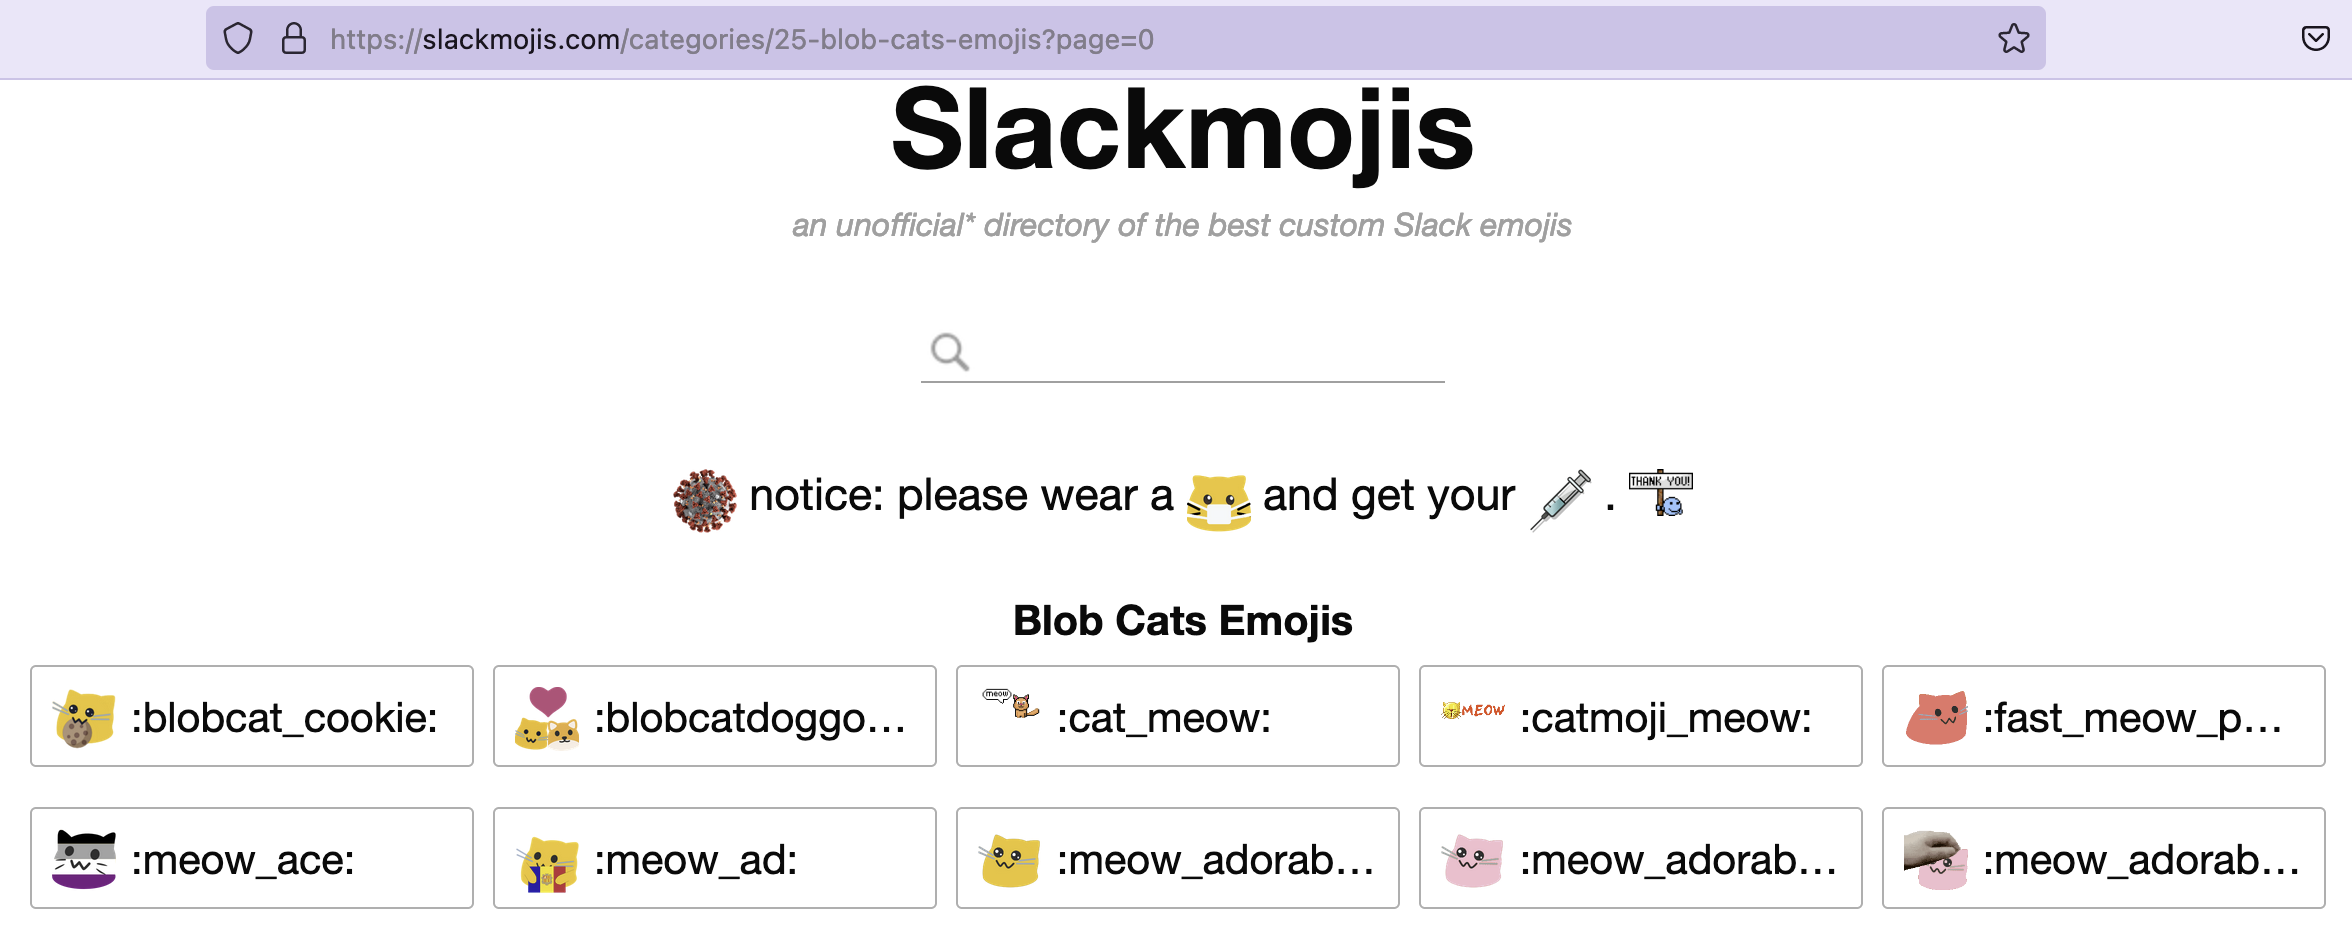 https://slackmojis.com/categories/25-blob-cats-emojis?page=0
Slackmojis
an unofficial* directory of the best custom Slack emojis
notice: please wear a and get your . THANK YOU!
Blob Cats Emojis
:blobcat_cookie: :blobcatdoggo... meow :cat_meow: MEOW :catmoji_meow: :fast_meow_p...
:meow_ace: :meow_ad: :meow_adorab... :meow_adorab... :meow_adorab...